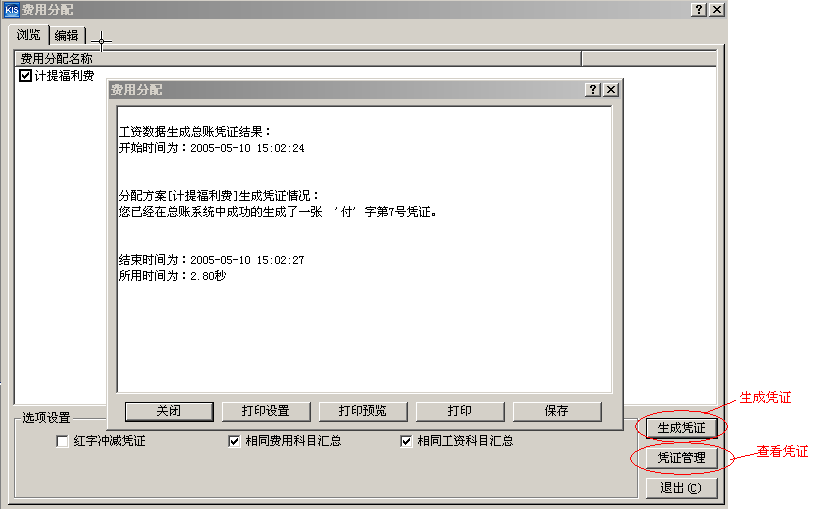 KIS 费用分配
浏览 编辑
费用分配名称
计提福利费
费用分配
工资数据生成总账凭证结果：
开始时间为：2005-05-10 15:02:24
分配方案[计提福利费]生成凭证情况：
您已经在总账系统中成功的生成了一张 '付' 字第7号凭证。
结束时间为：2005-05-10 15:02:27
所用时间为：2.80秒
关闭 打印设置 打印预览 打印 保存
选项设置
红字冲减凭证 相同费用科目汇总 相同工资科目汇总
生成凭证
凭证管理
退出(C)
生成凭证
查看凭证